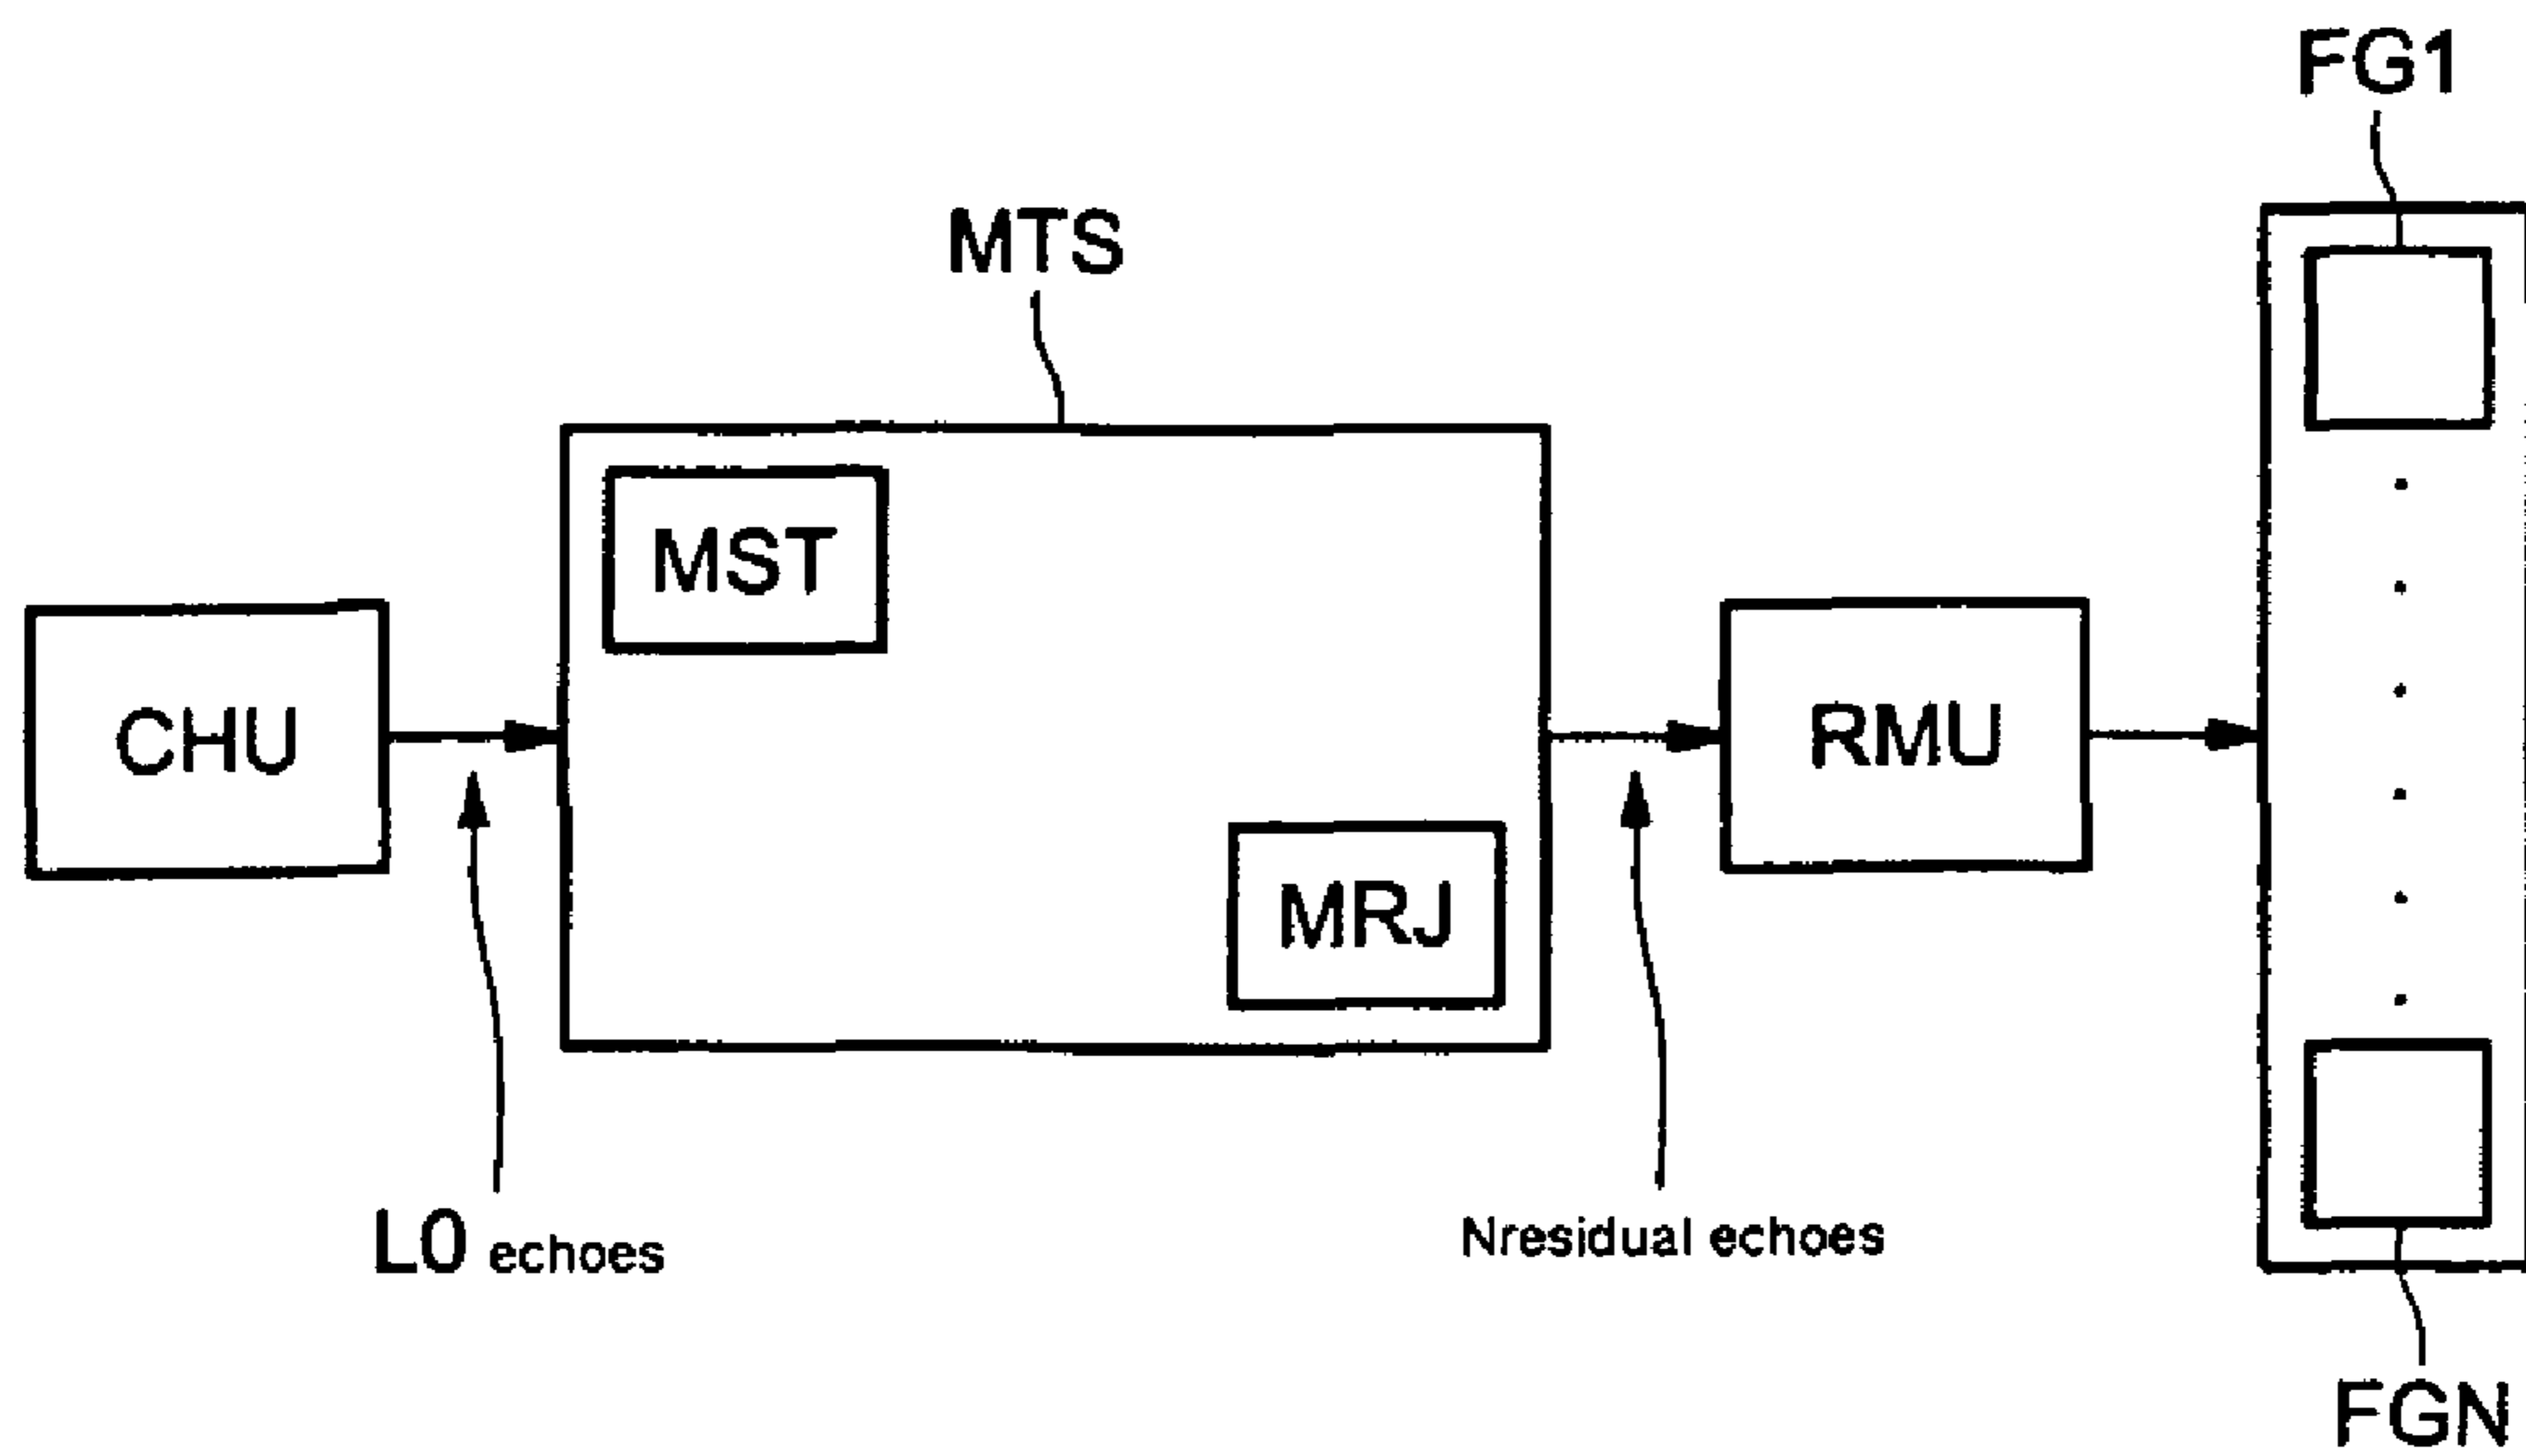 FG1
MTS
MST
CHU
RMU
MRJ
L0 echoes
Nresidual echoes
FGN